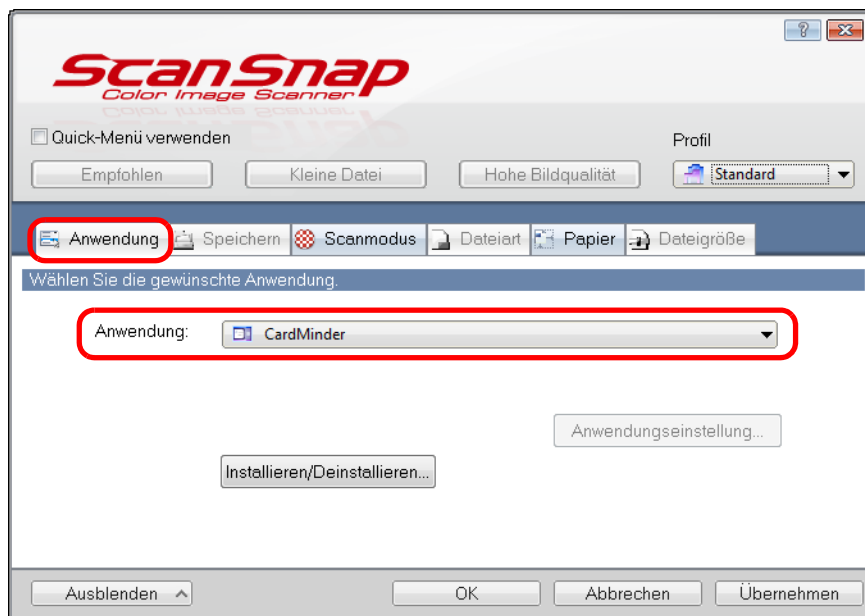 ScanSnap
Color Image Scanner
Quick-Menü verwenden
Profil
Empfohlen
Kleine Datei
Hohe Bildqualität
Standard
Anwendung
Speichern
Scanmodus
Dateiart
Papier
Dateigröße
Wählen Sie die gewünschte Anwendung.
Anwendung:
CardMinder
Anwendungseinstellung...
Installieren/Deinstallieren...
Ausblenden
OK
Abbrechen
Übernehmen